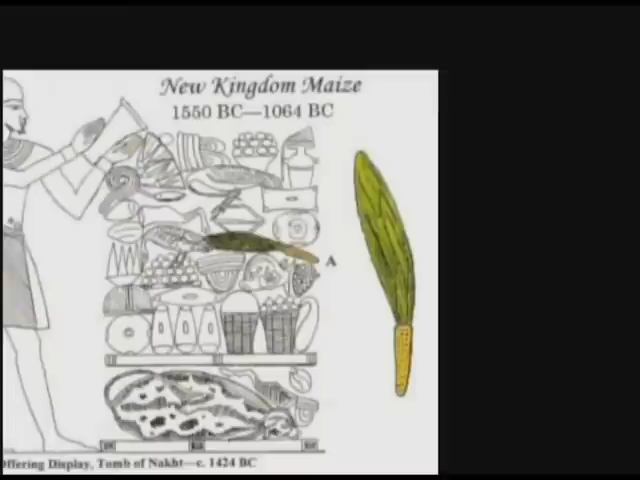 New Kingdom Maize
1550 BC—1064 BC
A
Offering Display, Tomb of Nakht—c. 1424 BC